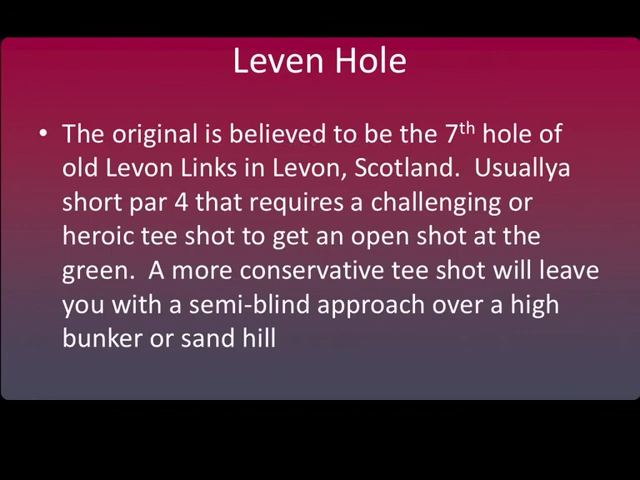 Leven Hole
• The original is believed to be the 7th hole of
old Levon Links in Levon, Scotland.  Usuallya
short par 4 that requires a challenging or
heroic tee shot to get an open shot at the
green.  A more conservative tee shot will leave
you with a semi-blind approach over a high
bunker or sand hill